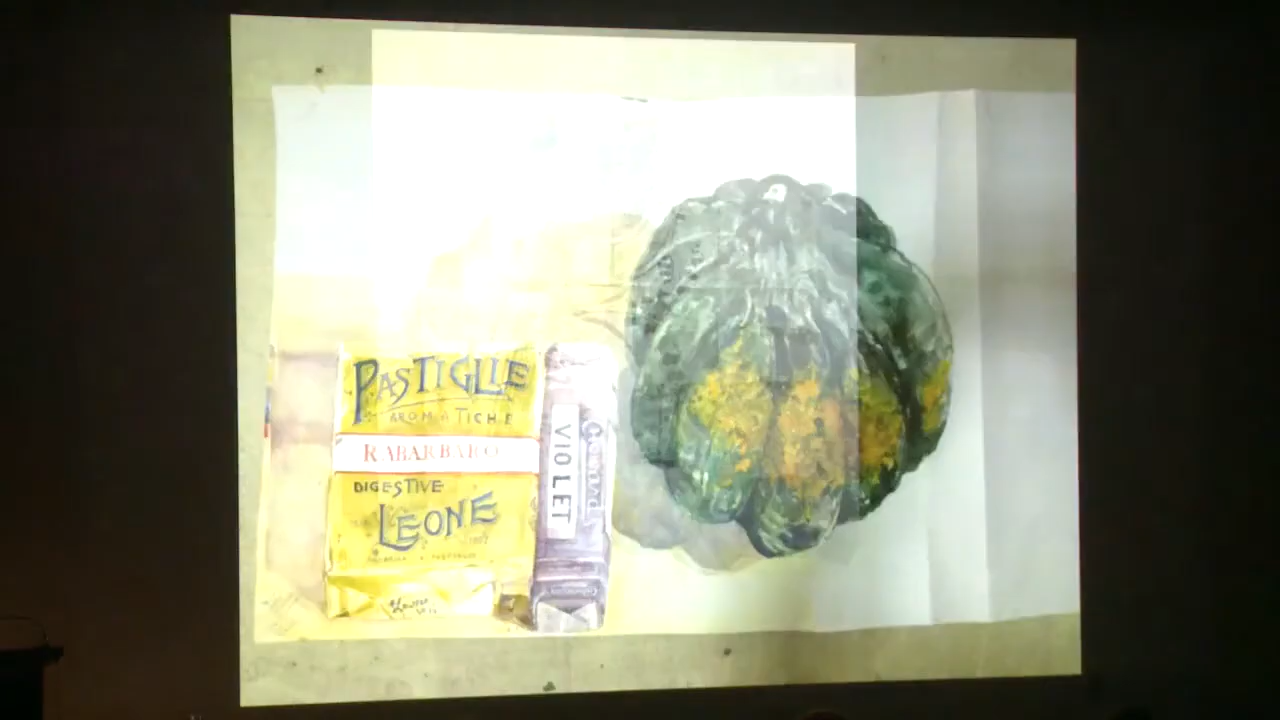 PASTIGLIE
AROMATICHE
RABARBARO
DIGESTIVE
LEONE
VIOLET